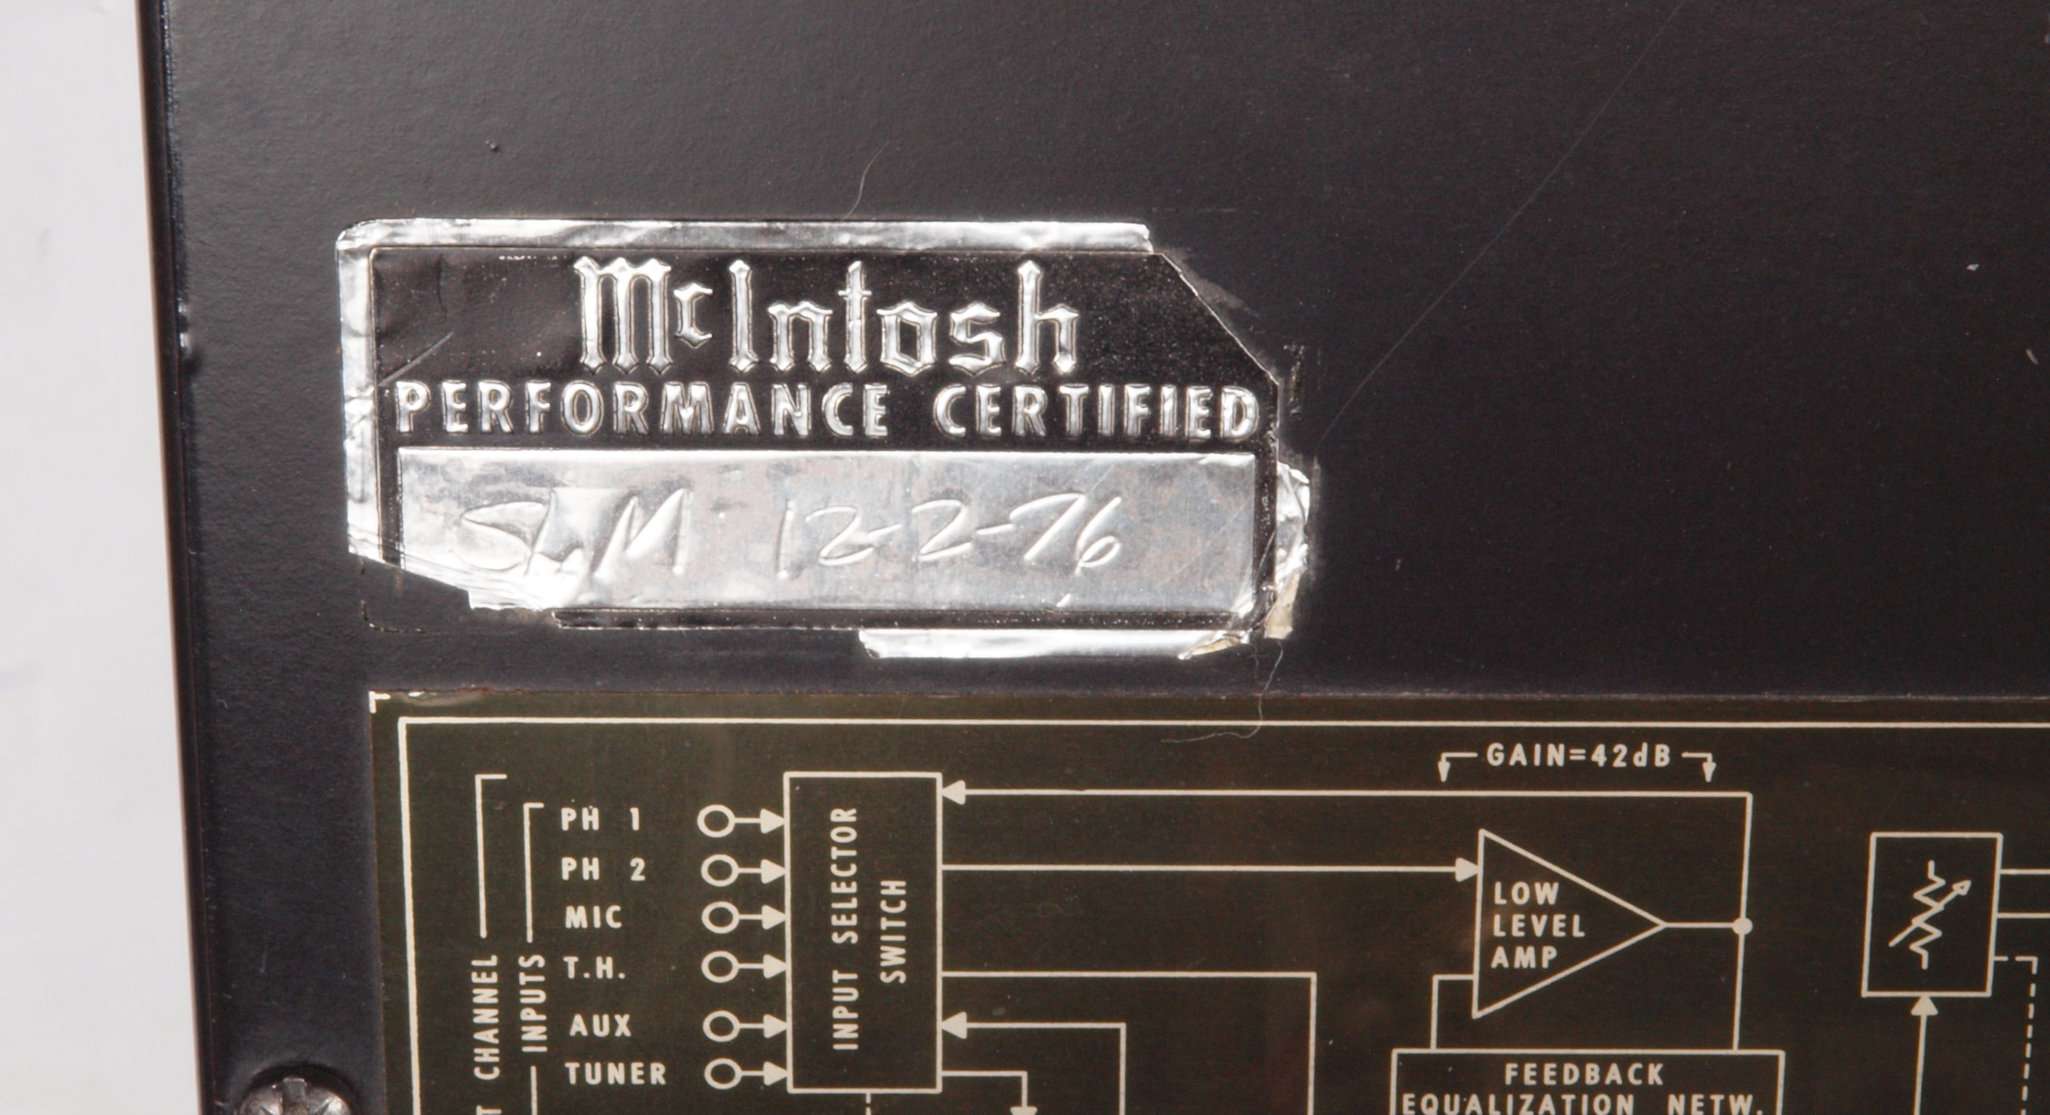 McIntosh
PERFORMANCE CERTIFIED
SLM 12-2-76
GAIN=42dB
PH 1
PH 2
MIC
T.H.
AUX
TUNER
CHANNEL
INPUTS
INPUT SELECTOR
SWITCH
LOW
LEVEL
AMP
FEEDBACK
EQUALIZATION NETW.